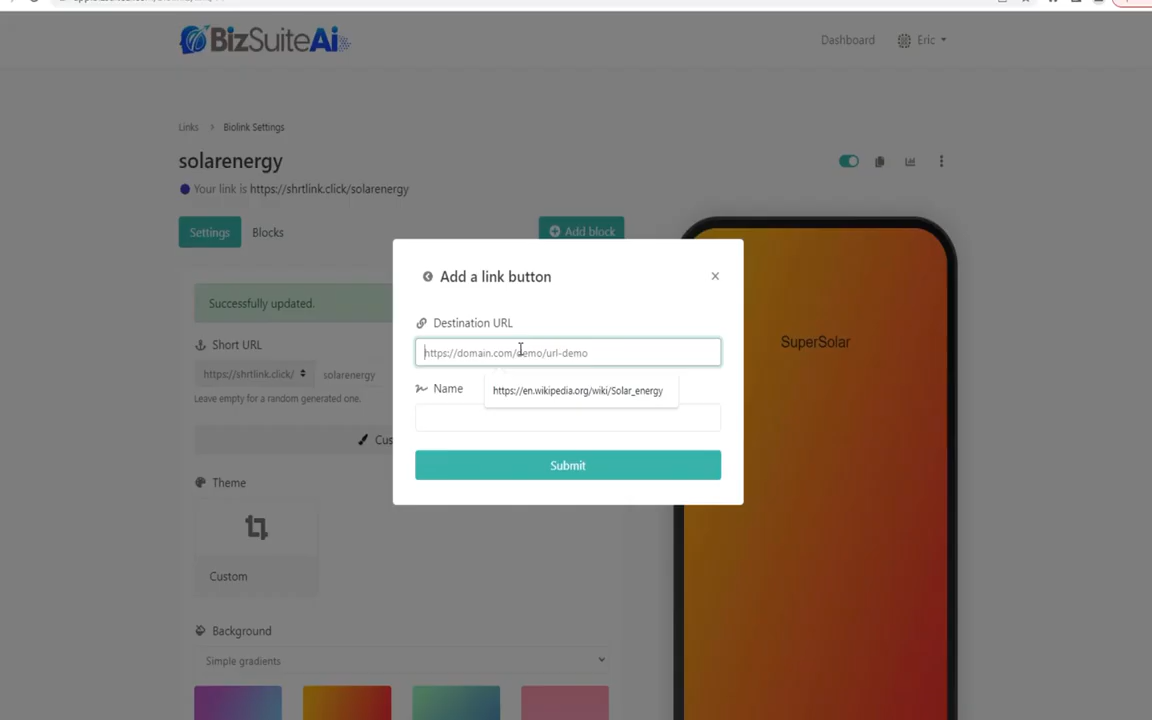 BizSuiteAi
Dashboard
Eric
Links > Biolink Settings
solarenergy
Your link is https://shrtlink.click/solarenergy
Settings
Blocks
Add block
Add a link button
×
Successfully updated.
Destination URL
https://domain.com/demo/url-demo
Short URL
SuperSolar
https://shrtlink.click/
solarenergy
Name
https://en.wikipedia.org/wiki/Solar_energy
Leave empty for a random generated one.
Submit
Theme
Custom
Background
Simple gradients